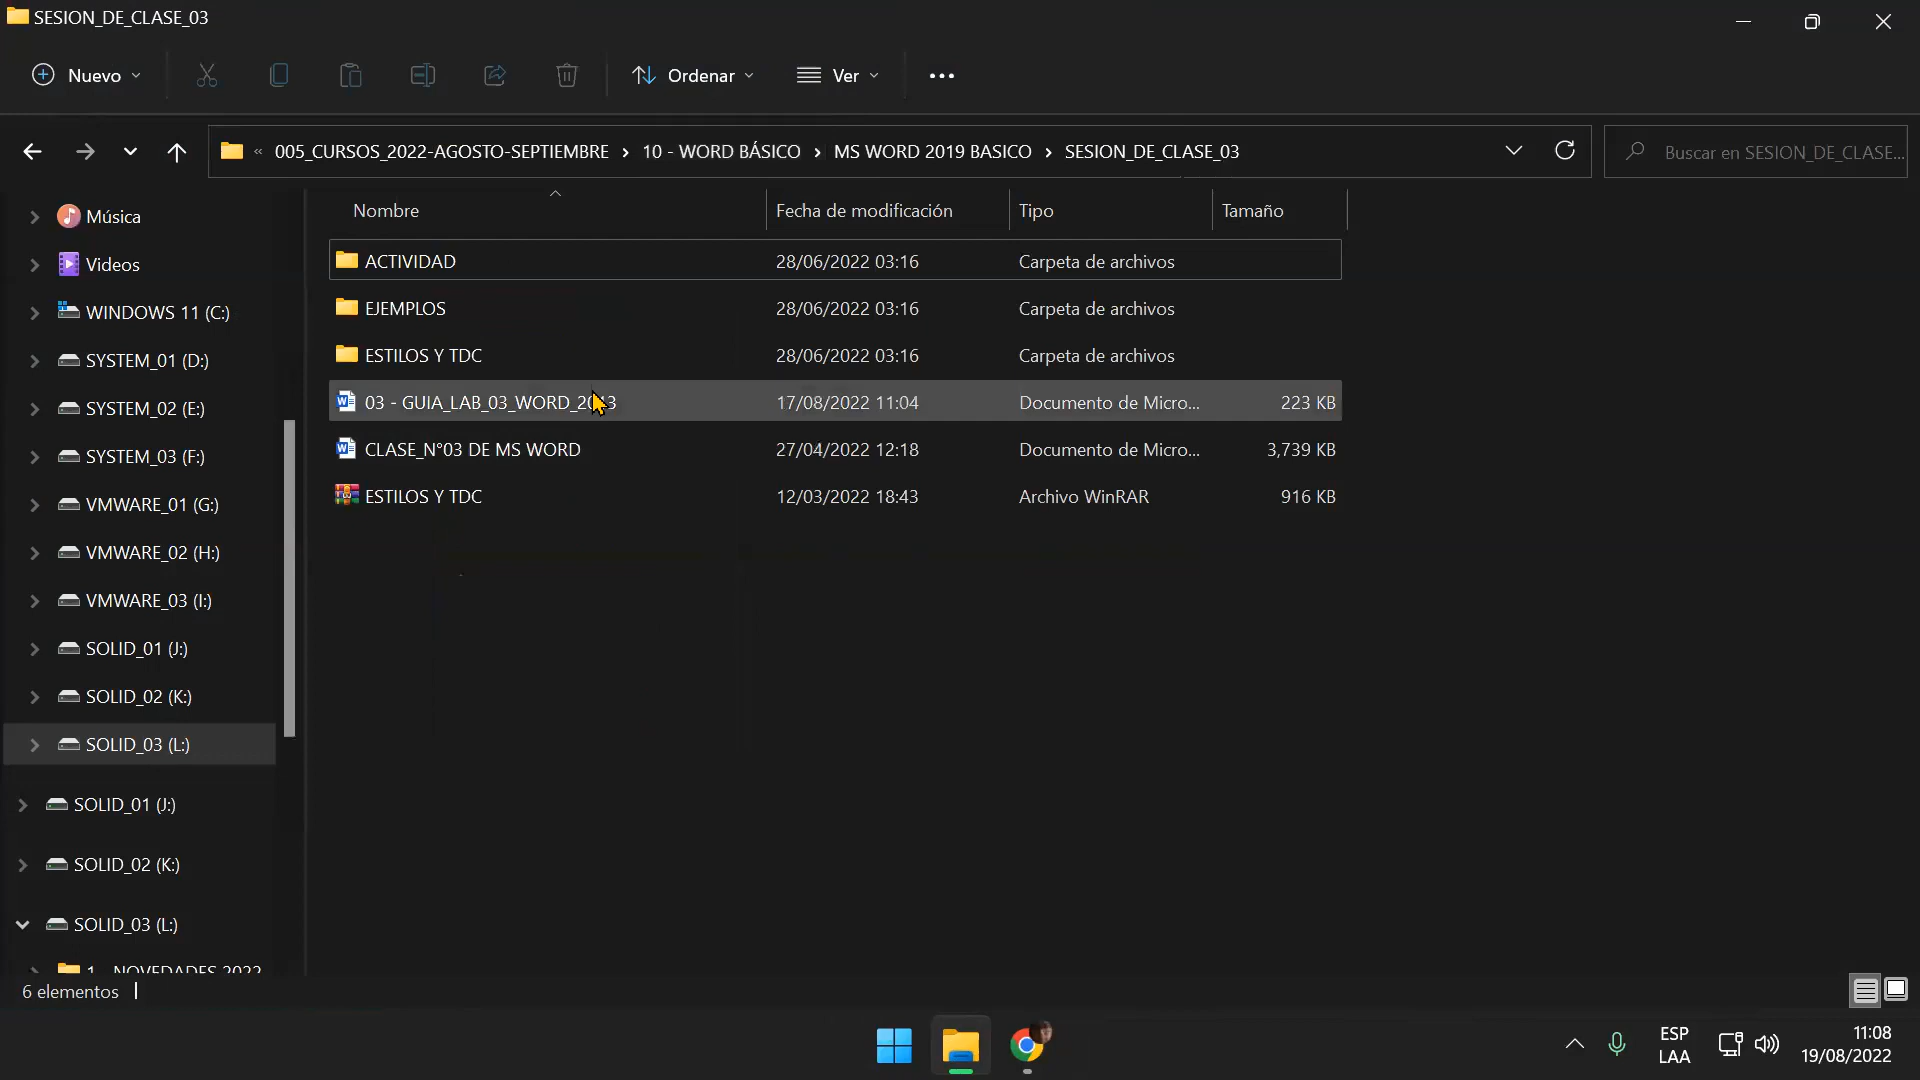 SESION_DE_CLASE_03
Nuevo
Ordenar
Ver
« 005_CURSOS_2022-AGOSTO-SEPTIEMBRE › 10 - WORD BÁSICO › MS WORD 2019 BASICO › SESION_DE_CLASE_03
Buscar en SESION_DE_CLASE...
Música
Videos
WINDOWS 11 (C:)
SYSTEM_01 (D:)
SYSTEM_02 (E:)
SYSTEM_03 (F:)
VMWARE_01 (G:)
VMWARE_02 (H:)
VMWARE_03 (I:)
SOLID_01 (J:)
SOLID_02 (K:)
SOLID_03 (L:)
SOLID_01 (J:)
SOLID_02 (K:)
SOLID_03 (L:)
1 - NOVEDADES 2022
Nombre Fecha de modificación Tipo Tamaño
ACTIVIDAD 28/06/2022 03:16 Carpeta de archivos
EJEMPLOS 28/06/2022 03:16 Carpeta de archivos
ESTILOS Y TDC 28/06/2022 03:16 Carpeta de archivos
03 - GUIA_LAB_03_WORD_2013 17/08/2022 11:04 Documento de Micro... 223 KB
CLASE_N°03 DE MS WORD 27/04/2022 12:18 Documento de Micro... 3,739 KB
ESTILOS Y TDC 12/03/2022 18:43 Archivo WinRAR 916 KB
6 elementos
ESP
LAA
11:08
19/08/2022